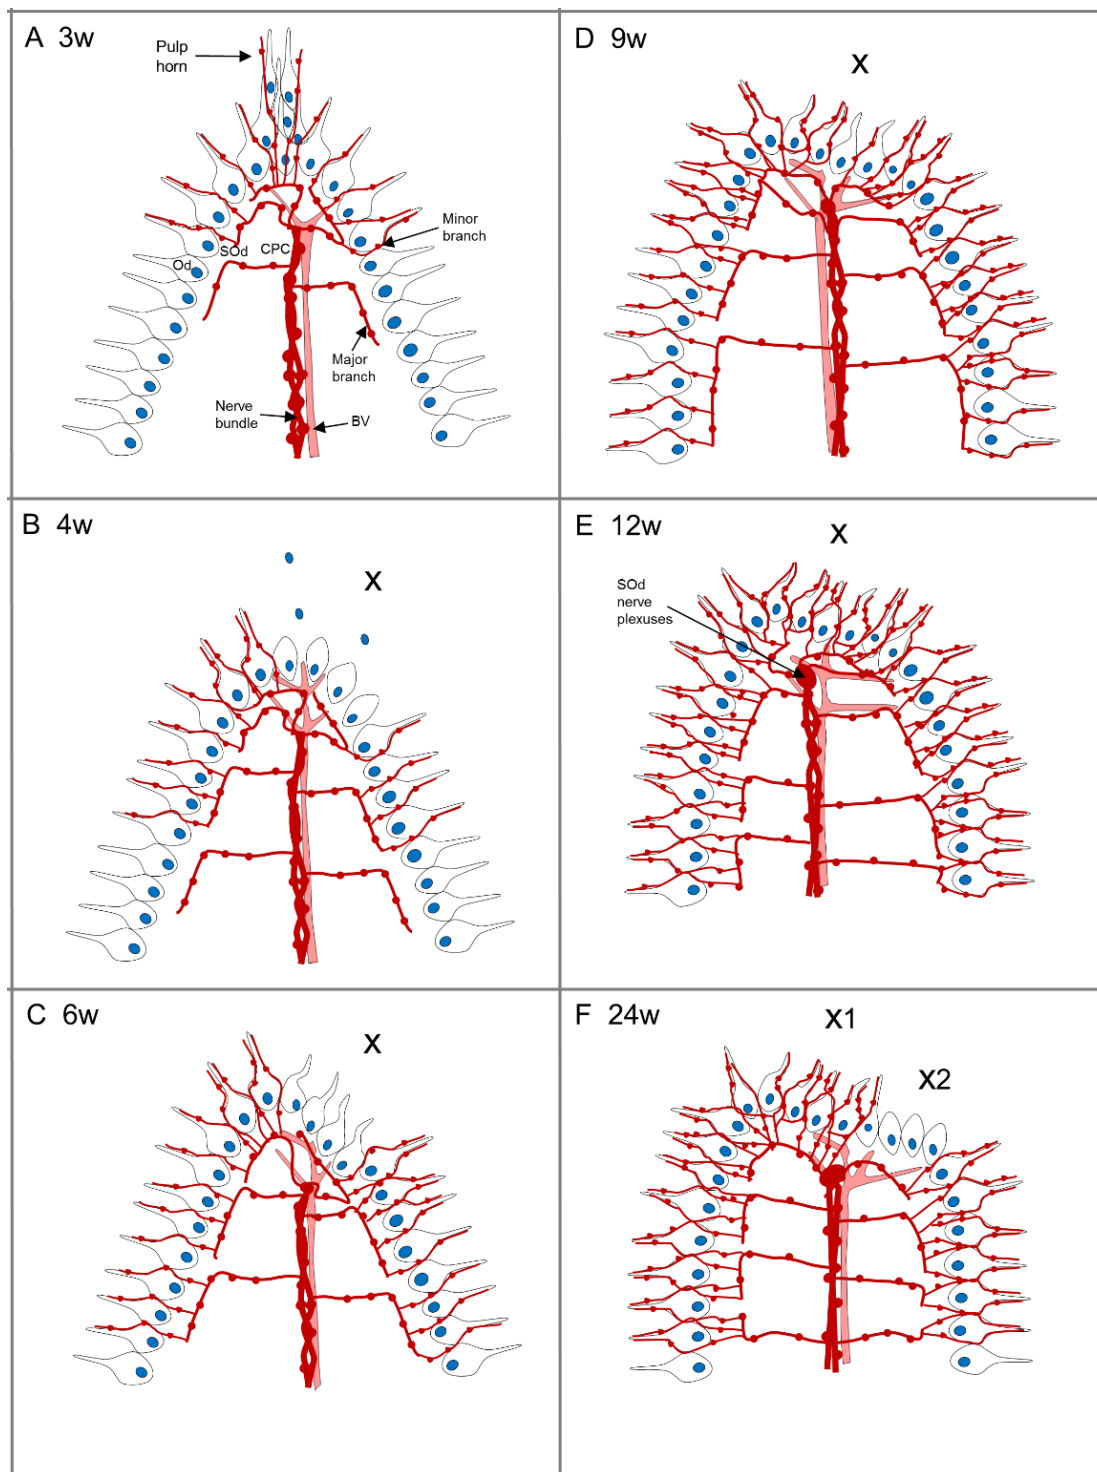 A 3w
Pulp
horn
Minor
branch
CPC
SOd
Od
Major
branch
Nerve
bundle
BV
B 4w
X
C 6w
X
D 9w
X
E 12w
X
SOd
nerve
plexuses
F 24w
X1
X2